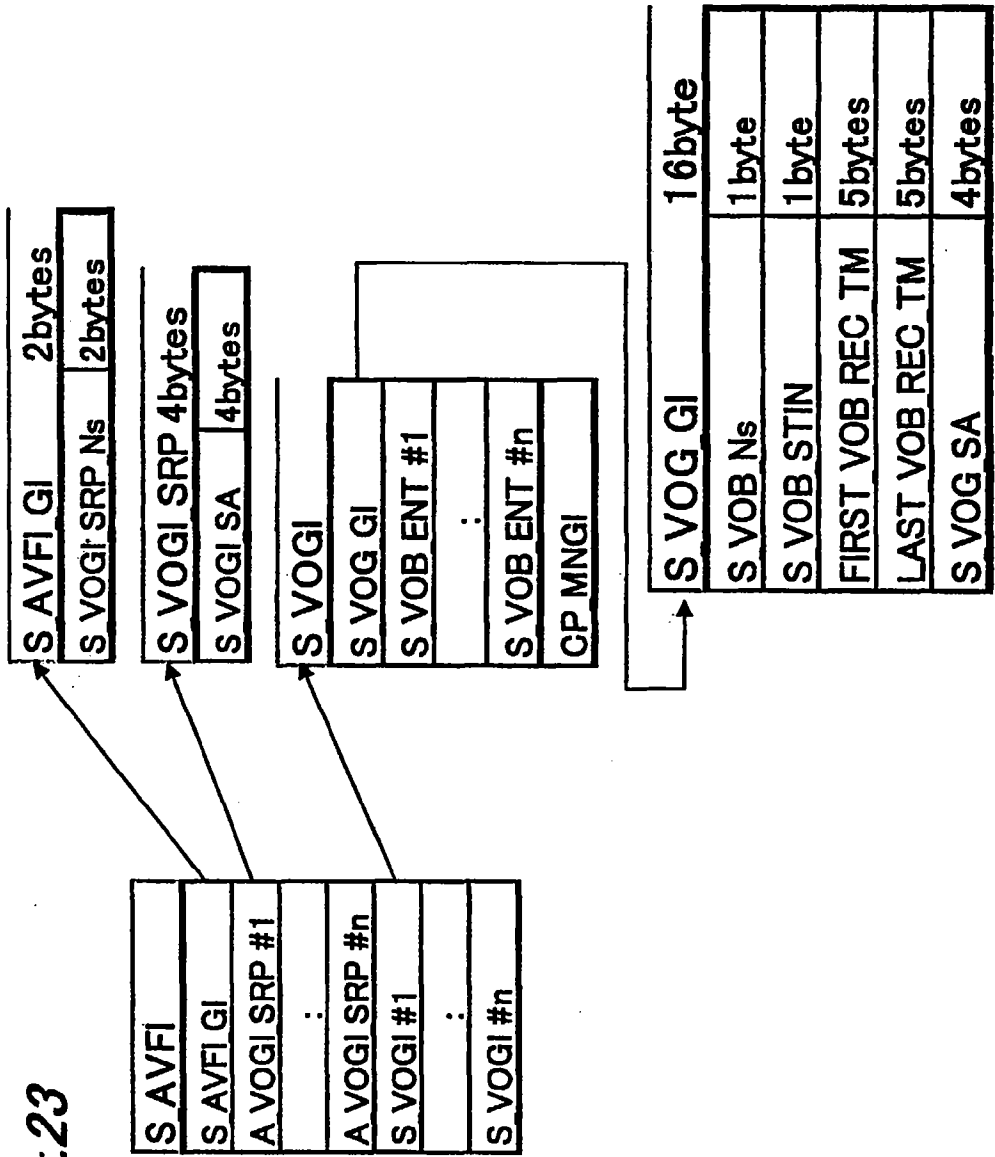 .23
S AVFI
S AVFI GI
A VOGI SRP #1
:
A VOGI SRP #n
S VOGI #1
:
S VOGI #n
S AVFI GI 2bytes
S VOGI SRP Ns 2bytes
S VOGI SRP 4bytes
S VOGI SA 4bytes
S VOGI
S VOG GI
S VOB ENT #1
:
S VOB ENT #n
CP MNGI
S VOG GI 16byte
S VOB Ns 1byte
S VOB STIN 1byte
FIRST VOB REC TM 5bytes
LAST VOB REC TM 5bytes
S VOG SA 4bytes